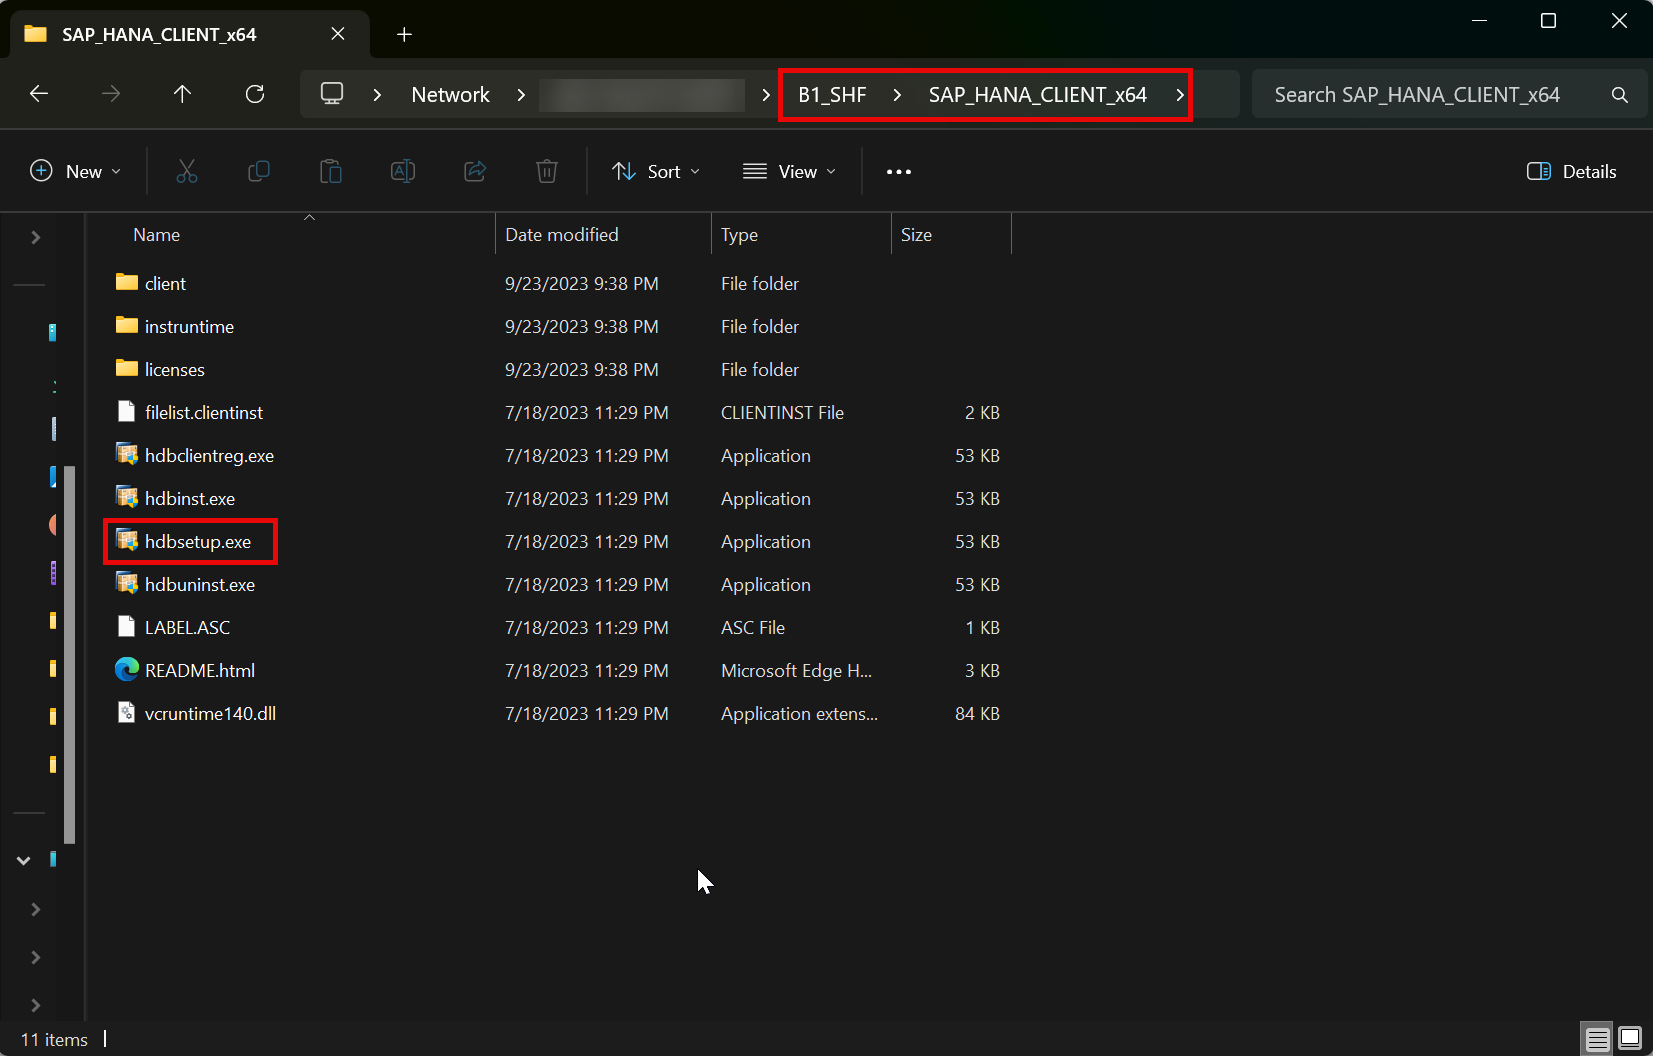 SAP_HANA_CLIENT_x64
Network B1_SHF SAP_HANA_CLIENT_x64 Search SAP_HANA_CLIENT_x64
New Sort View Details
Name Date modified Type Size
client 9/23/2023 9:38 PM File folder
instruntime 9/23/2023 9:38 PM File folder
licenses 9/23/2023 9:38 PM File folder
filelist.clientinst 7/18/2023 11:29 PM CLIENTINST File 2 KB
hdbclientreg.exe 7/18/2023 11:29 PM Application 53 KB
hdbinst.exe 7/18/2023 11:29 PM Application 53 KB
hdbsetup.exe 7/18/2023 11:29 PM Application 53 KB
hdbuninst.exe 7/18/2023 11:29 PM Application 53 KB
LABEL.ASC 7/18/2023 11:29 PM ASC File 1 KB
README.html 7/18/2023 11:29 PM Microsoft Edge H... 3 KB
vcruntime140.dll 7/18/2023 11:29 PM Application extens... 84 KB
11 items